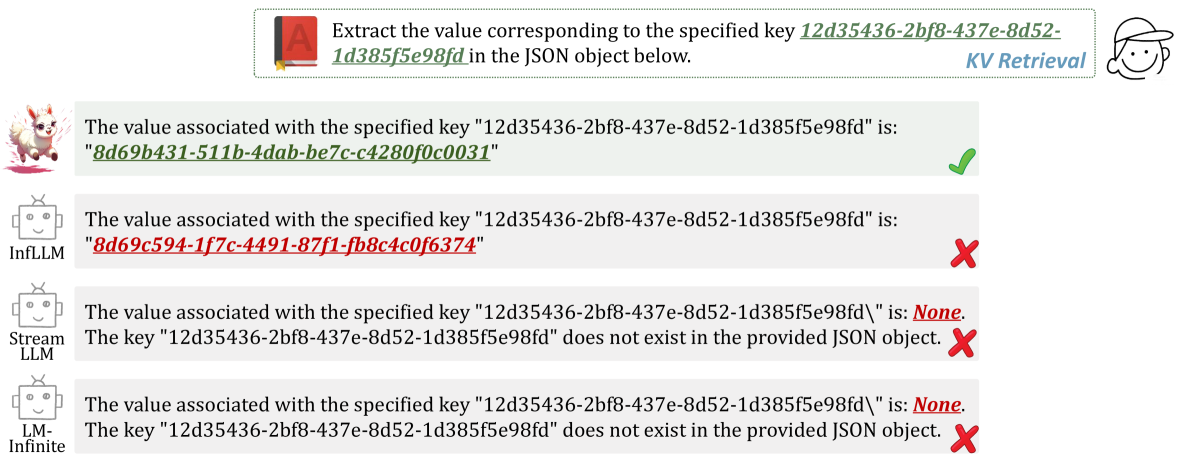 Extract the value corresponding to the specified key 12d35436-2bf8-437e-8d52-
1d385f5e98fd in the JSON object below.
KV Retrieval
The value associated with the specified key "12d35436-2bf8-437e-8d52-1d385f5e98fd" is:
"8d69b431-511b-4dab-be7c-c4280f0c0031"
InfLLM
The value associated with the specified key "12d35436-2bf8-437e-8d52-1d385f5e98fd" is:
"8d69c594-1f7c-4491-87f1-fb8c4c0f6374"
Stream
LLM
The value associated with the specified key "12d35436-2bf8-437e-8d52-1d385f5e98fd\" is: None.
The key "12d35436-2bf8-437e-8d52-1d385f5e98fd" does not exist in the provided JSON object.
LM-
Infinite
The value associated with the specified key "12d35436-2bf8-437e-8d52-1d385f5e98fd\" is: None.
The key "12d35436-2bf8-437e-8d52-1d385f5e98fd" does not exist in the provided JSON object.